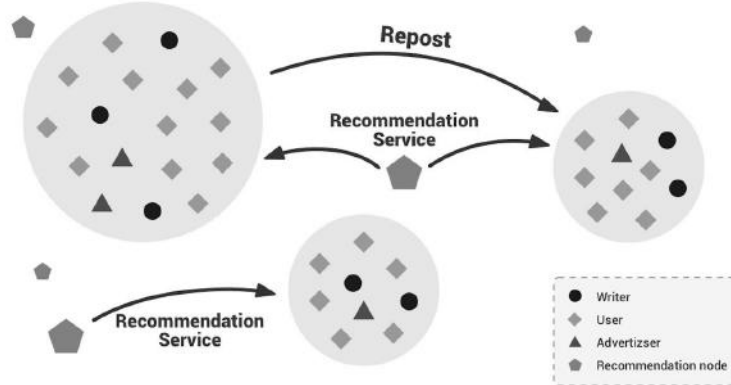 Repost
Recommendation
Service
Recommendation
Service
Writer
User
Advertizser
Recommendation node